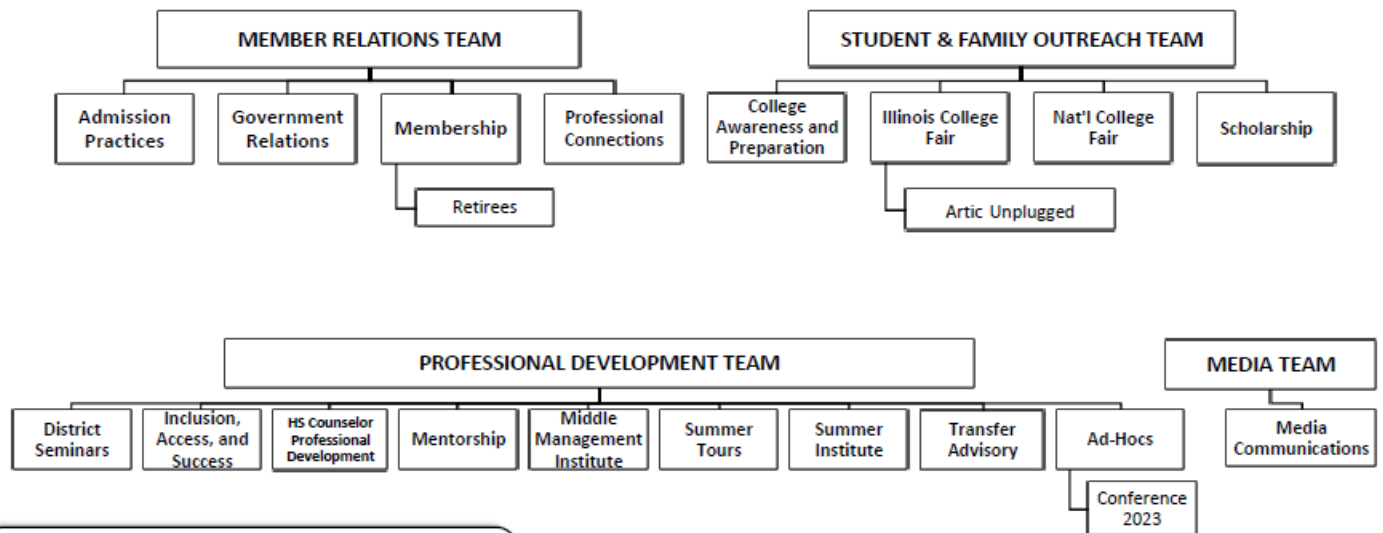 MEMBER RELATIONS TEAM
Admission
Practices
Government
Relations
Membership
Professional
Connections
Retirees
STUDENT & FAMILY OUTREACH TEAM
College
Awareness and
Preparation
Illinois College
Fair
Nat'l College
Fair
Scholarship
Artic Unplugged
PROFESSIONAL DEVELOPMENT TEAM
District
Seminars
Inclusion,
Access, and
Success
HS Counselor
Professional
Development
Mentorship
Middle
Management
Institute
Summer
Tours
Summer
Institute
Transfer
Advisory
Ad-Hocs
Conference
2023
MEDIA TEAM
Media
Communications